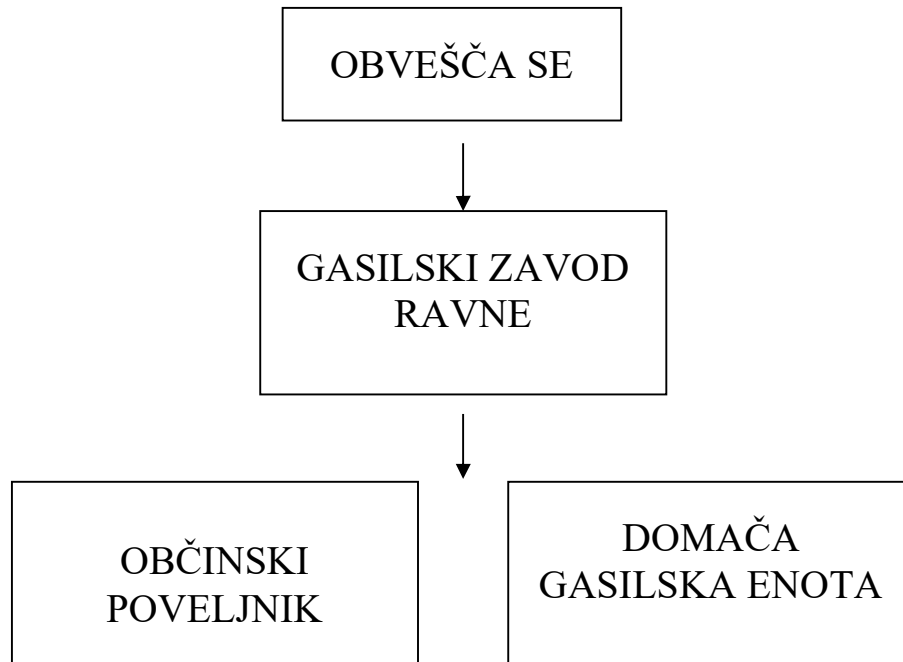 OBVEŠČA SE
GASILSKI ZAVOD
RAVNE
OBČINSKI
POVELJNIK
DOMAČA
GASILSKA ENOTA